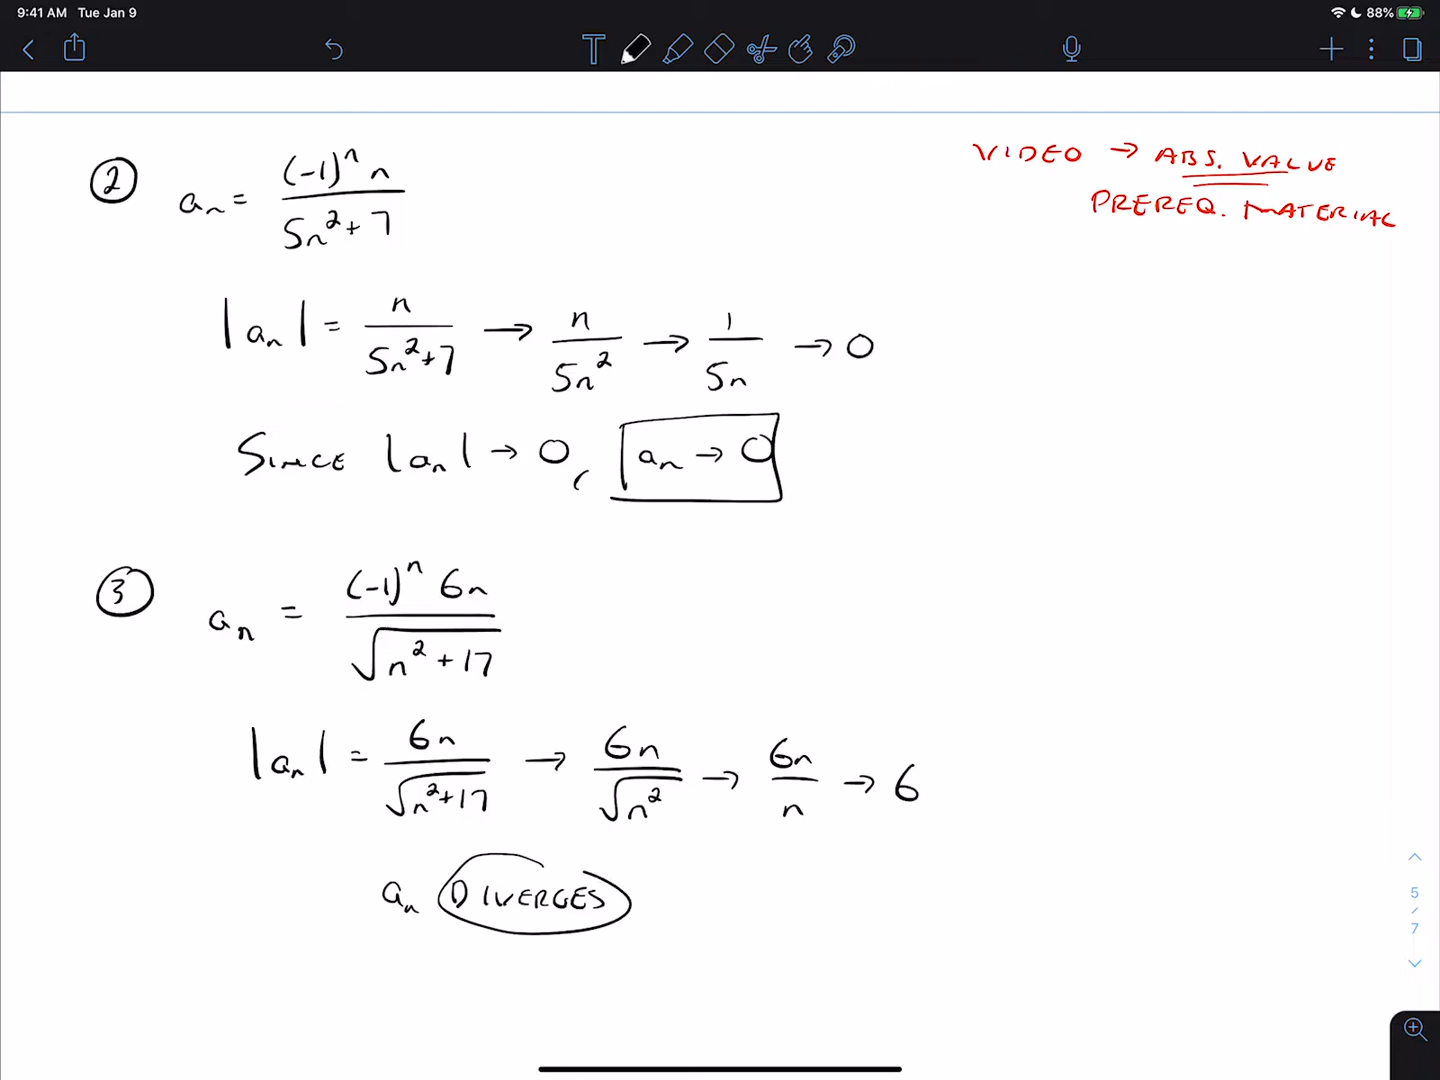 9:41 AM Tue Jan 9
88%
VIDEO → ABS. VALUE
PREREQ. MATERIAL
② aₙ = (-1)ⁿ n / (5n² + 7)
|aₙ| = n / (5n² + 7) → n / 5n² → 1 / 5n → 0
SINCE |aₙ| → 0, aₙ → 0
③ aₙ = (-1)ⁿ 6n / √(n² + 17)
|aₙ| = 6n / √(n² + 17) → 6n / √(n²) → 6n / n → 6
aₙ DIVERGES
5 / 7